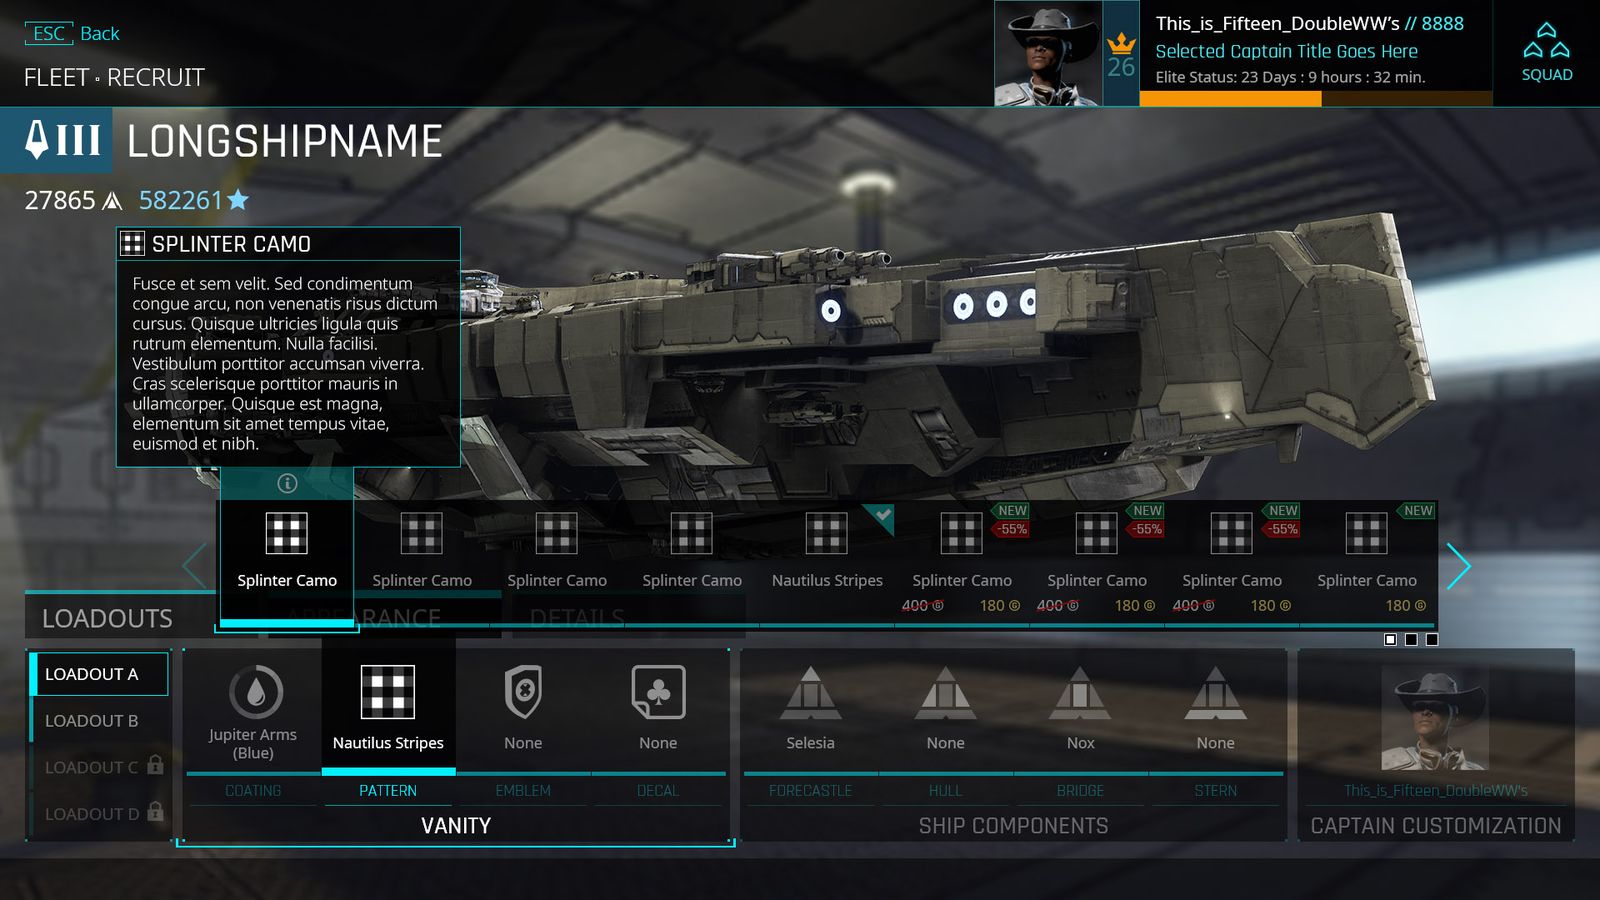 ESC Back
FLEET · RECRUIT
This_is_Fifteen_DoubleWW's // 8888
Selected Captain Title Goes Here
Elite Status: 23 Days : 9 hours : 32 min.
26
SQUAD
III LONGSHIPNAME
27865 582261
SPLINTER CAMO
Fusce et sem velit. Sed condimentum
congue arcu, non venenatis risus dictum
cursus. Quisque ultricies ligula quis
rutrum elementum. Nulla facilisi.
Vestibulum porttitor accumsan viverra.
Cras scelerisque porttitor mauris in
ullamcorper. Quisque est magna,
elementum sit amet tempus vitae,
euismod et nibh.
NEW NEW NEW NEW
-55% -55% -55%
Splinter Camo Splinter Camo Splinter Camo Splinter Camo Nautilus Stripes Splinter Camo Splinter Camo Splinter Camo Splinter Camo
400 180 400 180 400 180 180
LOADOUTS ARANCE DETAILS
LOADOUT A
LOADOUT B
LOADOUT C
LOADOUT D
Jupiter Arms
(Blue)
Nautilus Stripes None None Selesia None Nox None
COATING PATTERN EMBLEM DECAL FORECASTLE HULL BRIDGE STERN This_is_Fifteen_DoubleWW's
VANITY SHIP COMPONENTS CAPTAIN CUSTOMIZATION